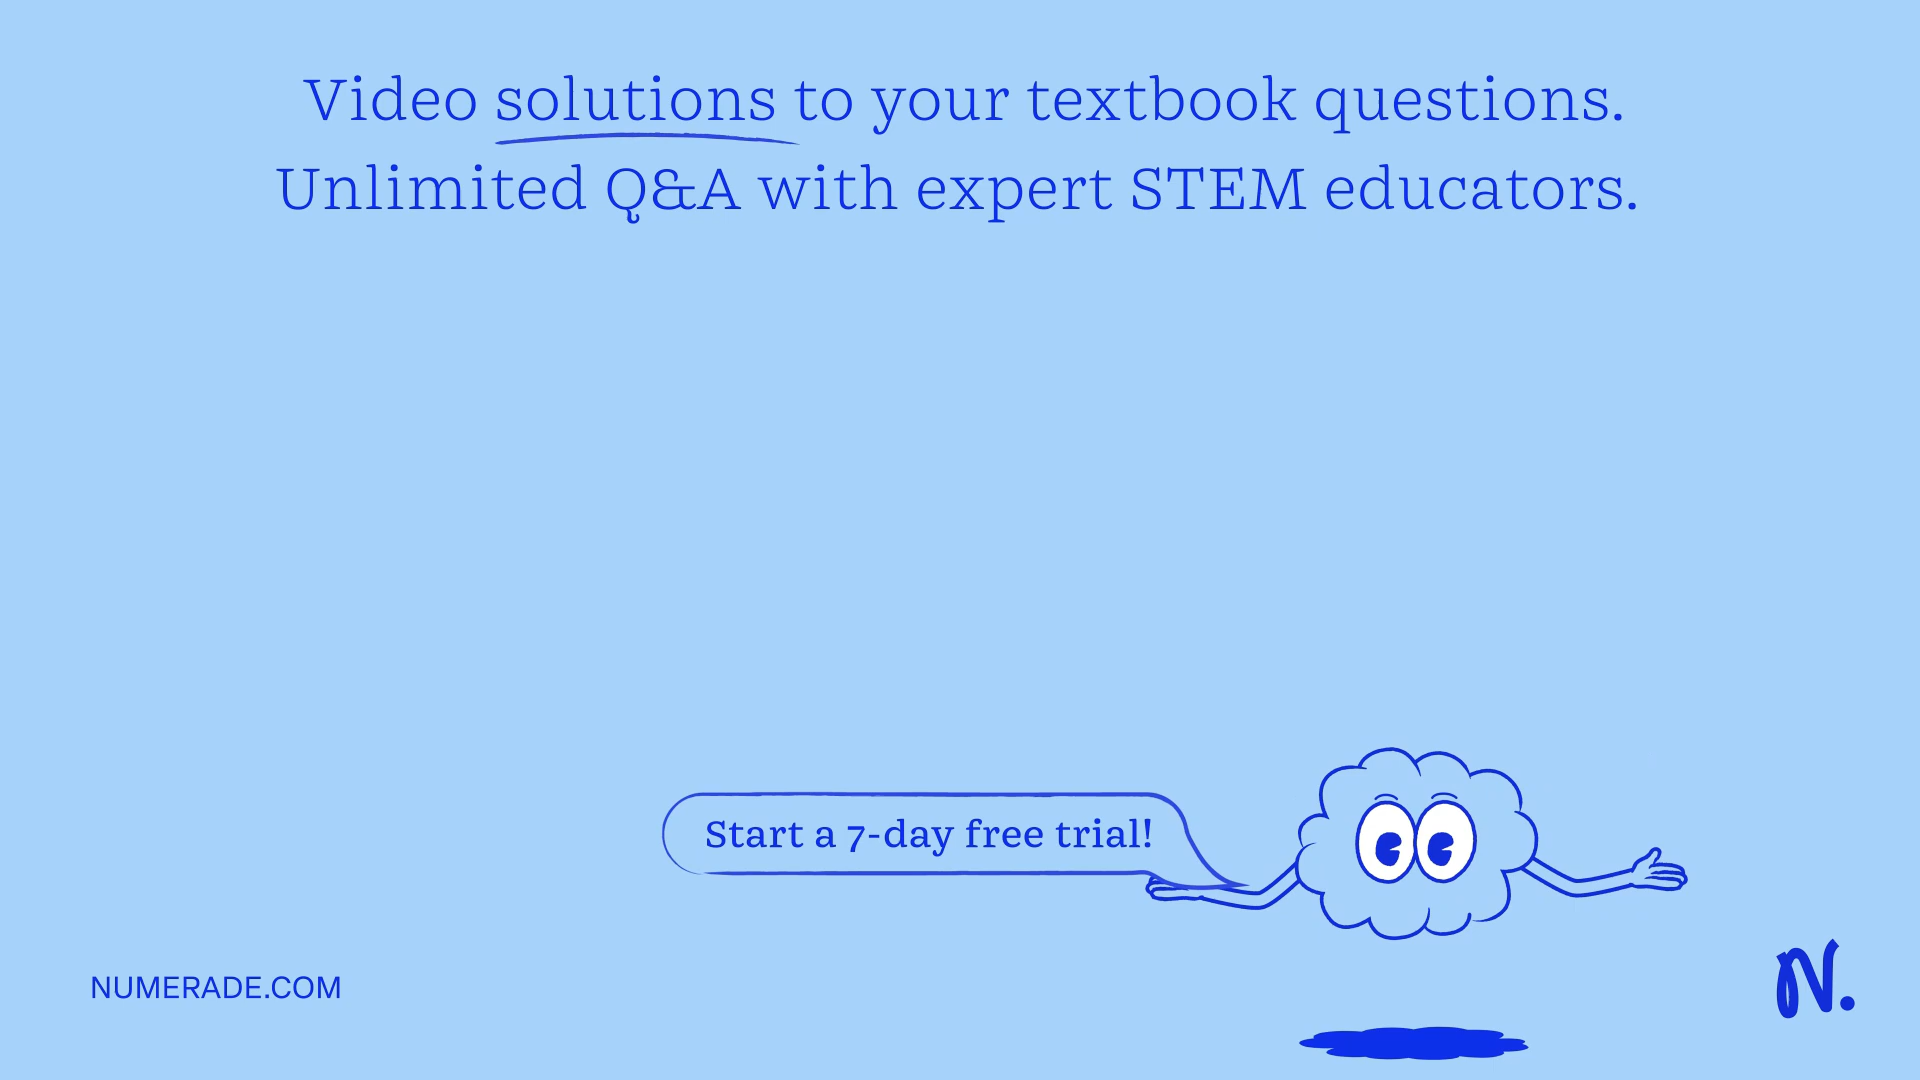 Video solutions to your textbook questions.
Unlimited Q&A with expert STEM educators.
Start a 7-day free trial!
NUMERADE.COM
N.